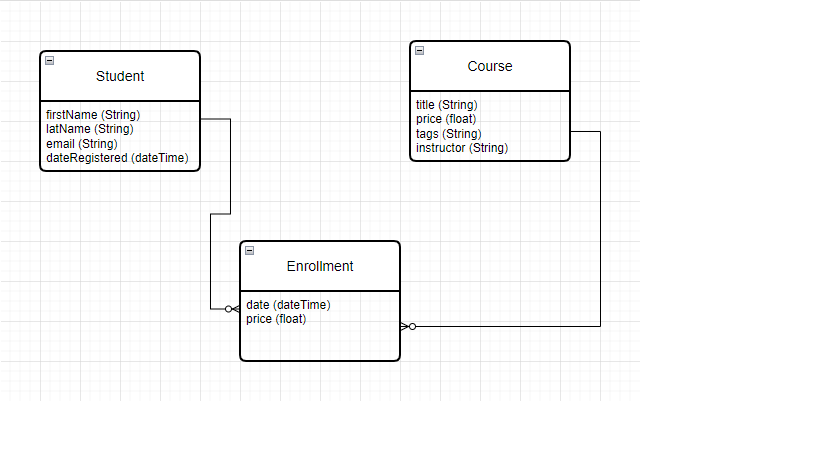 Student
firstName (String)
latName (String)
email (String)
dateRegistered (dateTime)
Course
title (String)
price (float)
tags (String)
instructor (String)
Enrollment
date (dateTime)
price (float)